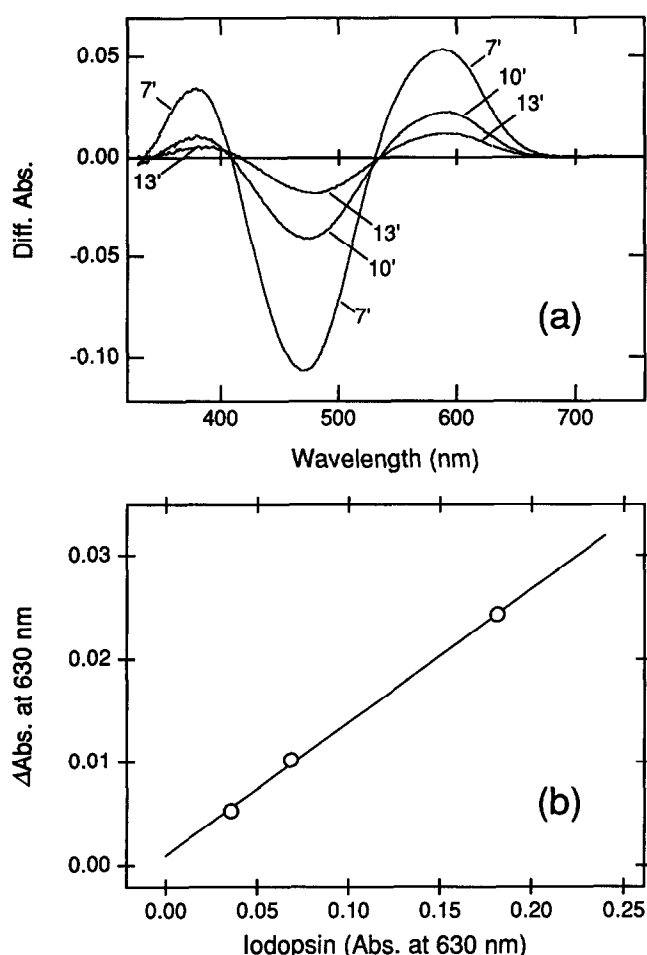 0.05
0.00
-0.05
-0.10
Diff. Abs.
7'
7'
10'
13'
13'
13'
10'
7'
(a)
400 500 600 700
Wavelength (nm)
0.03
0.02
0.01
0.00
ΔAbs. at 630 nm
(b)
0.00 0.05 0.10 0.15 0.20 0.25
Iodopsin (Abs. at 630 nm)